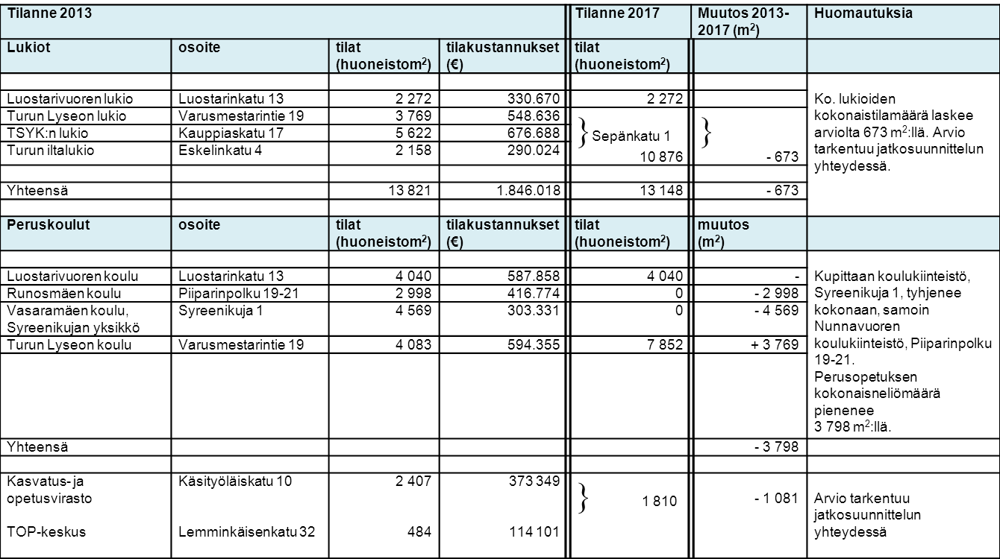 Tilanne 2013 Tilanne 2017 Muutos 2013- Huomautuksia
2017 (m²)
Lukiot osoite tilat tilakustannukset tilat
(huoneistom²) (€) (huoneistom²)
Luostarivuoren lukio Luostarinkatu 13 2 272 330.670 2 272 Ko. lukioiden
Turun Lyseon lukio Varusmestarintie 19 3 769 548.636 kokonaistilamäärä laskee
TSYK:n lukio Kauppiaskatu 17 5 622 676.688 } Sepänkatu 1 } arviolta 673 m²:llä. Arvio
Turun iltalukio Eskelinkatu 4 2 158 290.024 10 876 - 673 tarkentuu jatkosuunnittelun
yhteydessä.
Yhteensä 13 821 1.846.018 13 148 - 673
Peruskoulut osoite tilat tilakustannukset tilat muutos
(huoneistom²) (€) (huoneistom²) (m²)
Luostarivuoren koulu Luostarinkatu 13 4 040 587.858 4 040 - Kupittaan koulukiinteistö,
Runosmäen koulu Piiparinpolku 19-21 2 998 416.774 0 - 2 998 Syreenikuja 1, tyhjenee
Vasaramäen koulu, Syreenikuja 1 4 569 303.331 0 - 4 569 kokonaan, samoin
Syreenikujan yksikkö Nunnavuoren
Turun Lyseon koulu Varusmestarintie 19 4 083 594.355 7 852 + 3 769 koulukiinteistö, Piiparinpolku
19-21.
Perusopetuksen
kokonaisneliömäärä
pienenee
3 798 m²:llä.
Yhteensä - 3 798
Kasvatus- ja Käsityöläiskatu 10 2 407 373 349
opetusvirasto } 1 810 - 1 081 Arvio tarkentuu
jatkosuunnittelun
TOP-keskus Lemminkäisenkatu 32 484 114 101 yhteydessä